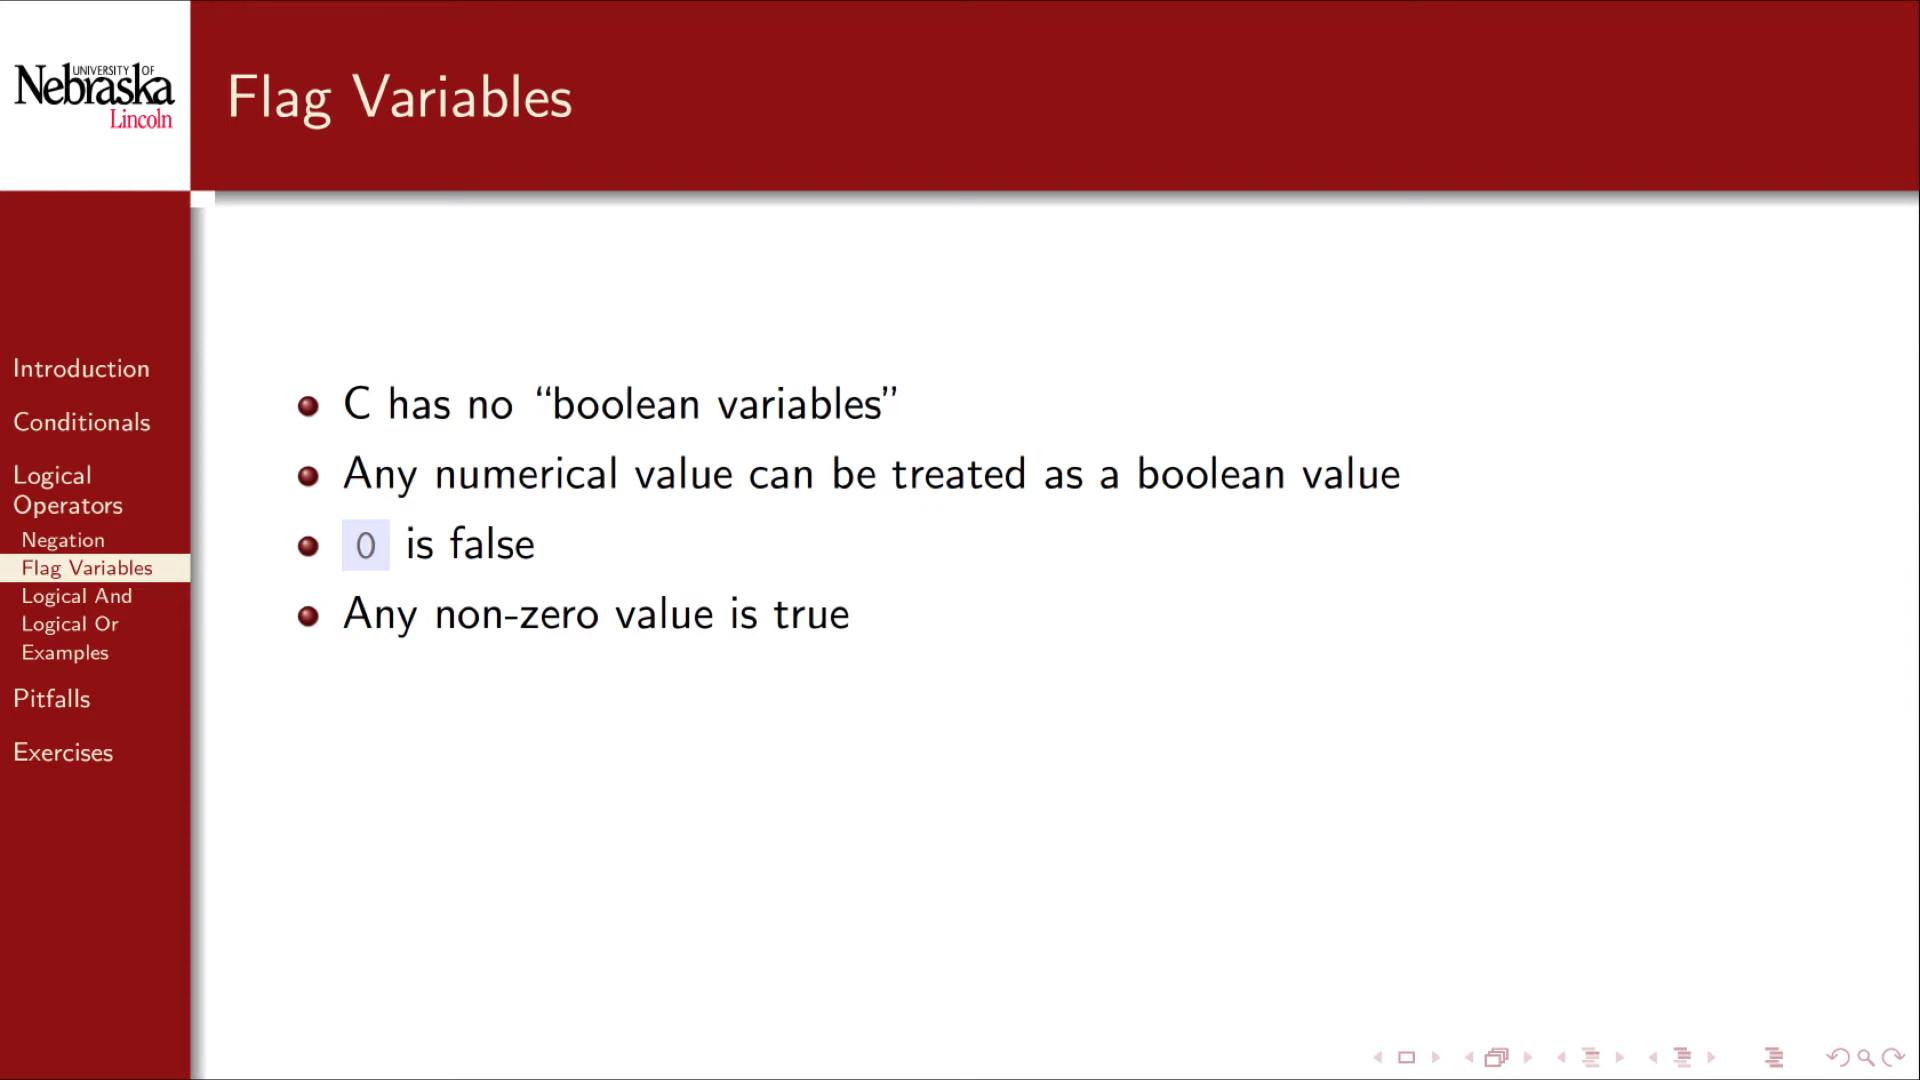 UNIVERSITY OF
Nebraska
Lincoln
Flag Variables
Introduction
Conditionals
Logical
Operators
Negation
Flag Variables
Logical And
Logical Or
Examples
Pitfalls
Exercises
C has no “boolean variables”
Any numerical value can be treated as a boolean value
0 is false
Any non-zero value is true